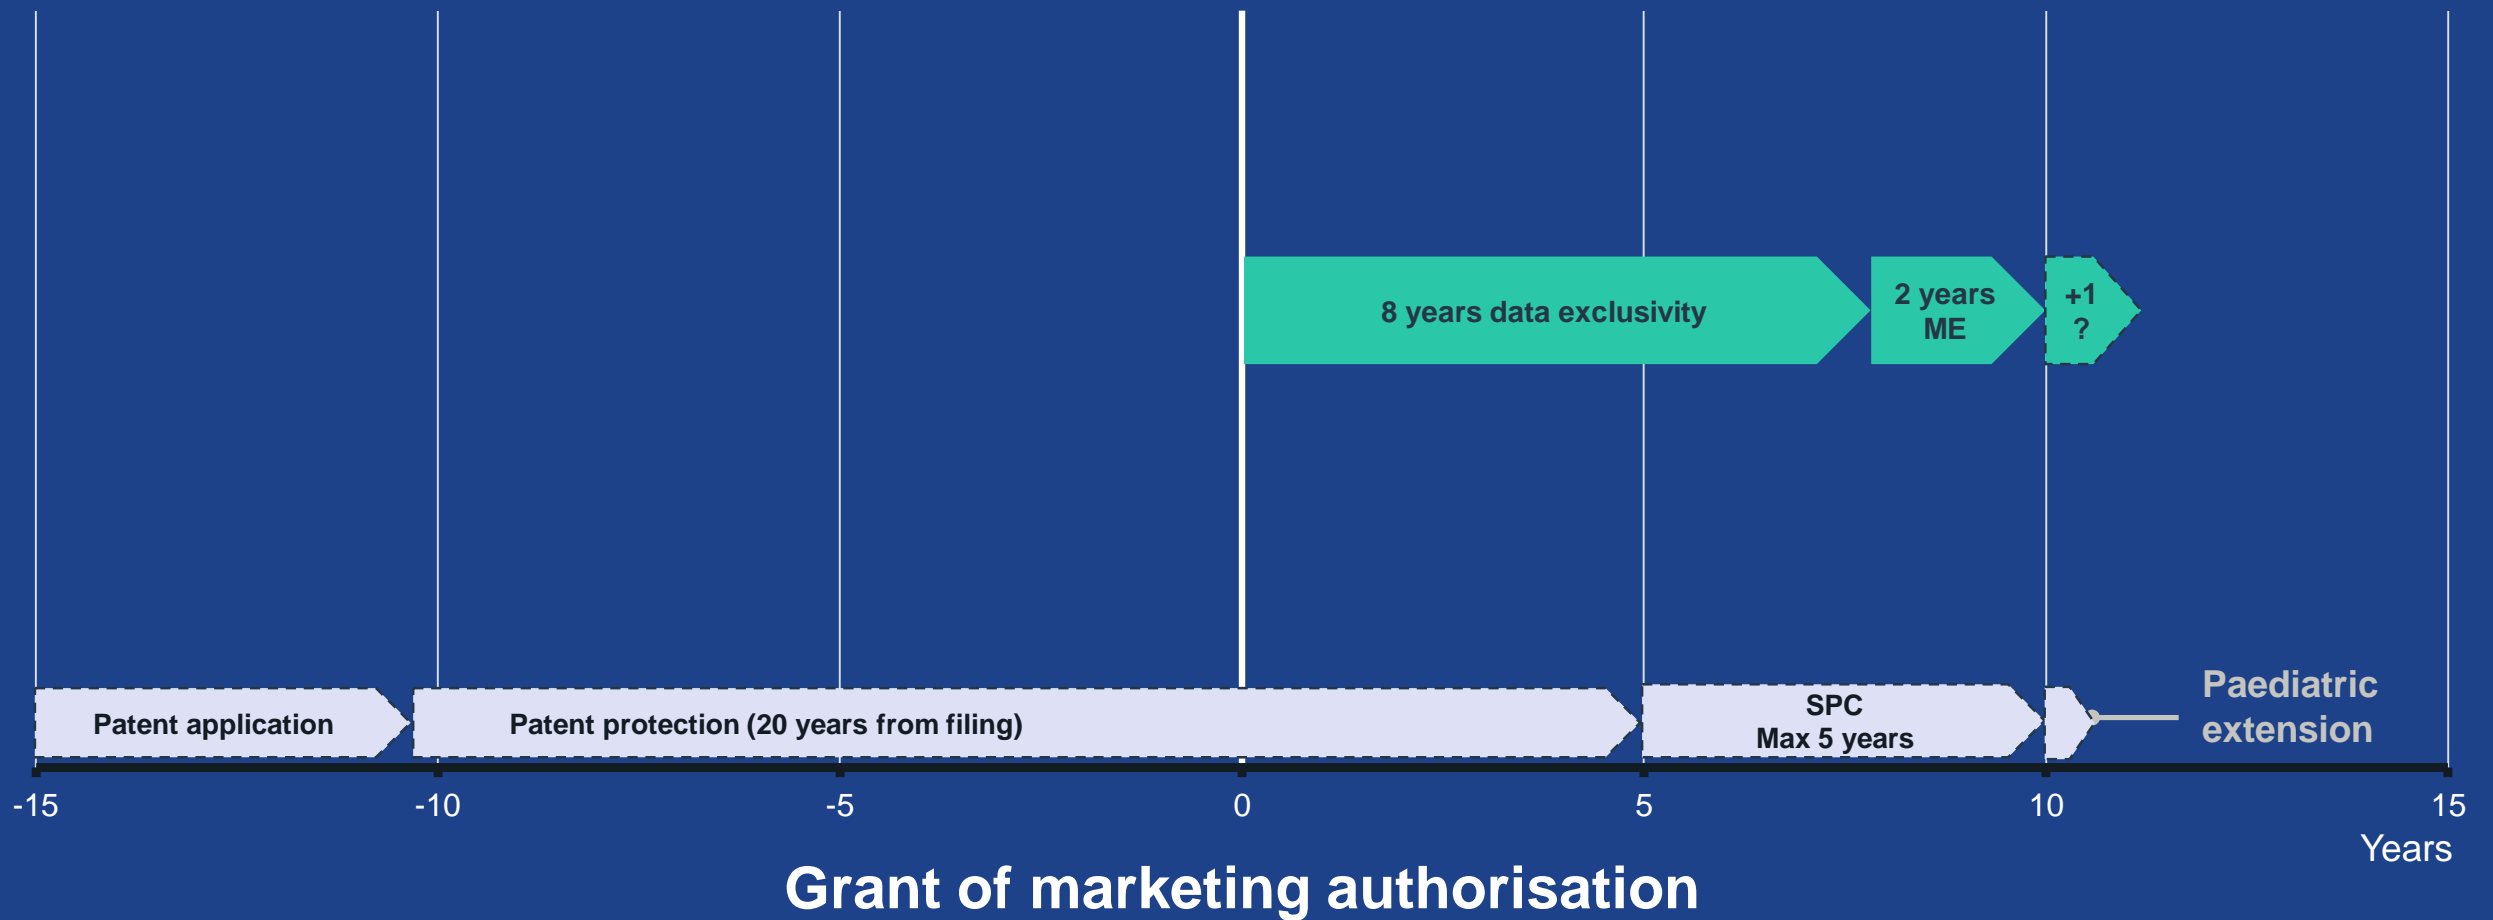 8 years data exclusivity
2 years
ME
+1
?
Patent application
Patent protection (20 years from filing)
SPC
Max 5 years
Paediatric
extension
-15
-10
-5
0
5
10
15
Years
Grant of marketing authorisation